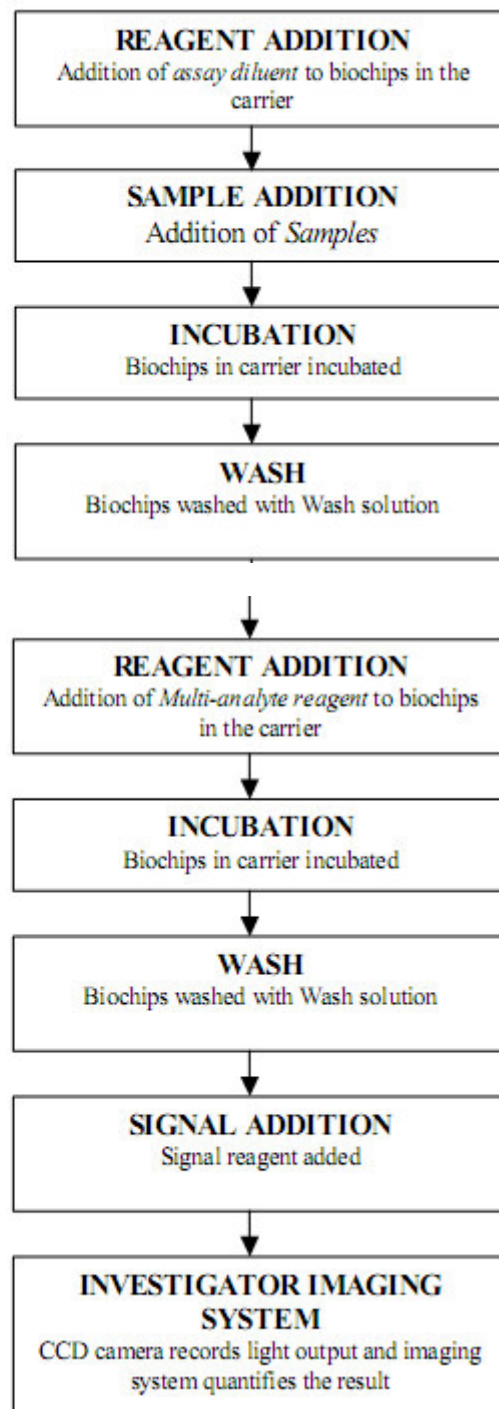 REAGENT ADDITION
Addition of assay diluent to biochips in the
carrier
SAMPLE ADDITION
Addition of Samples
INCUBATION
Biochips in carrier incubated
WASH
Biochips washed with Wash solution
REAGENT ADDITION
Addition of Multi-analyte reagent to biochips
in the carrier
INCUBATION
Biochips in carrier incubated
WASH
Biochips washed with Wash solution
SIGNAL ADDITION
Signal reagent added
INVESTIGATOR IMAGING
SYSTEM
CCD camera records light output and imaging
system quantifies the result